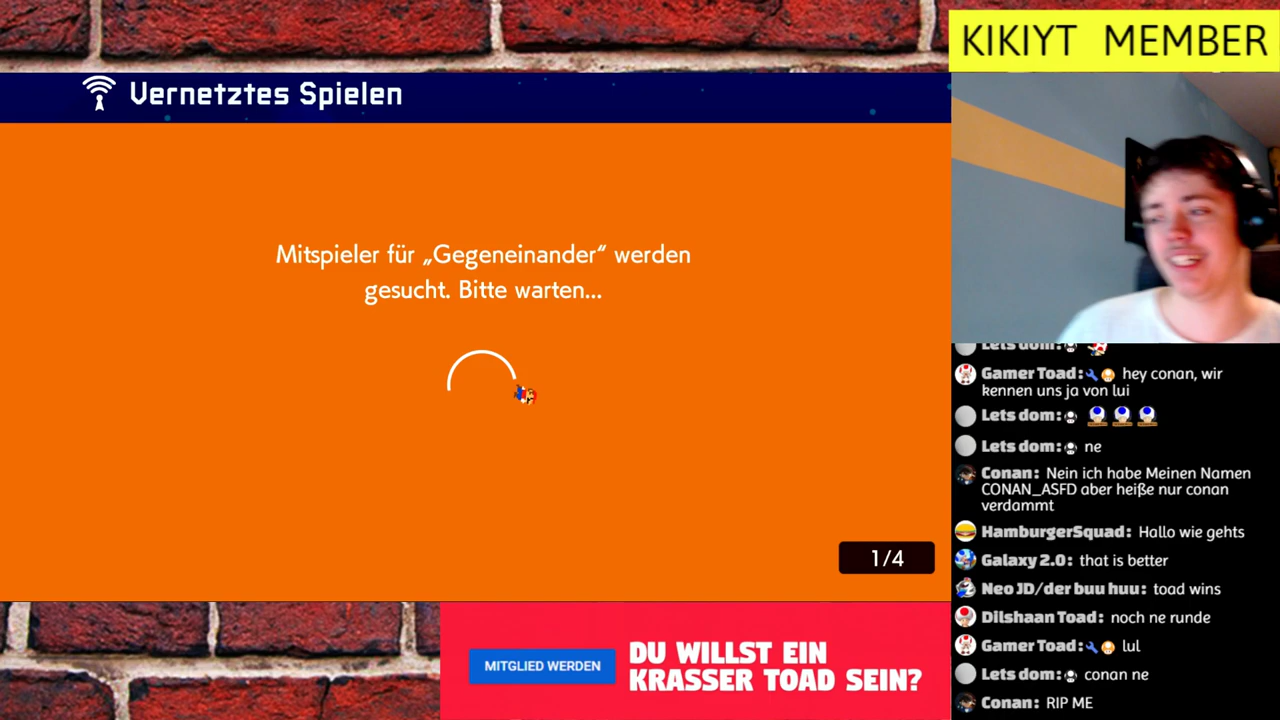 KIKIYT MEMBER
Vernetztes Spielen
Mitspieler für „Gegeneinander“ werden
gesucht. Bitte warten...
1/4
Lets dom:
Gamer Toad: hey conan, wir
kennen uns ja von lui
Lets dom:
Lets dom: ne
Conan: Nein ich habe Meinen Namen
CONAN_ASFD aber heiße nur conan
verdammt
HamburgerSquad: Hallo wie gehts
Galaxy 2.0: that is better
Neo JD/der buu huu: toad wins
Dilshaan Toad: noch ne runde
Gamer Toad: lul
Lets dom: conan ne
Conan: RIP ME
MITGLIED WERDEN
DU WILLST EIN
KRASSER TOAD SEIN?